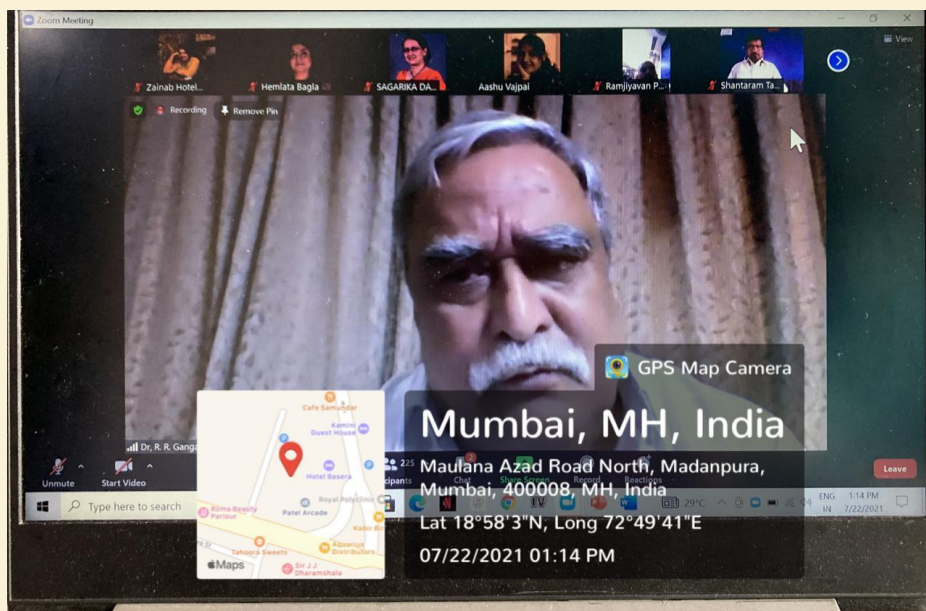 Zoom Meeting
View
Zainab Hotel...
Hemlata Bagla
SAGARIKA DA...
Aashu Vajpai
Ramjiyavan P...
Shantaram Ta...
Recording
Remove Pin
GPS Map Camera
Mumbai, MH, India
Maulana Azad Road North, Madanpura,
Mumbai, 400008, MH, India
Lat 18°58'3"N, Long 72°49'41"E
07/22/2021 01:14 PM
Cafe Samundar
Kamini
Guest House
Hotel Basera
Royal Polyclinic
Patel Arcade
Roma Beauty
Parlour
Aquarius
Distributors
Tahoora Sweets
Sir J J
Dharamshala
Maps
Dr, R. R. Ganga
Unmute
Start Video
225
Chat
2
Share Screen
Record
Reactions
Leave
Type here to search
29°C
ENG
IN
1:14 PM
7/22/2021